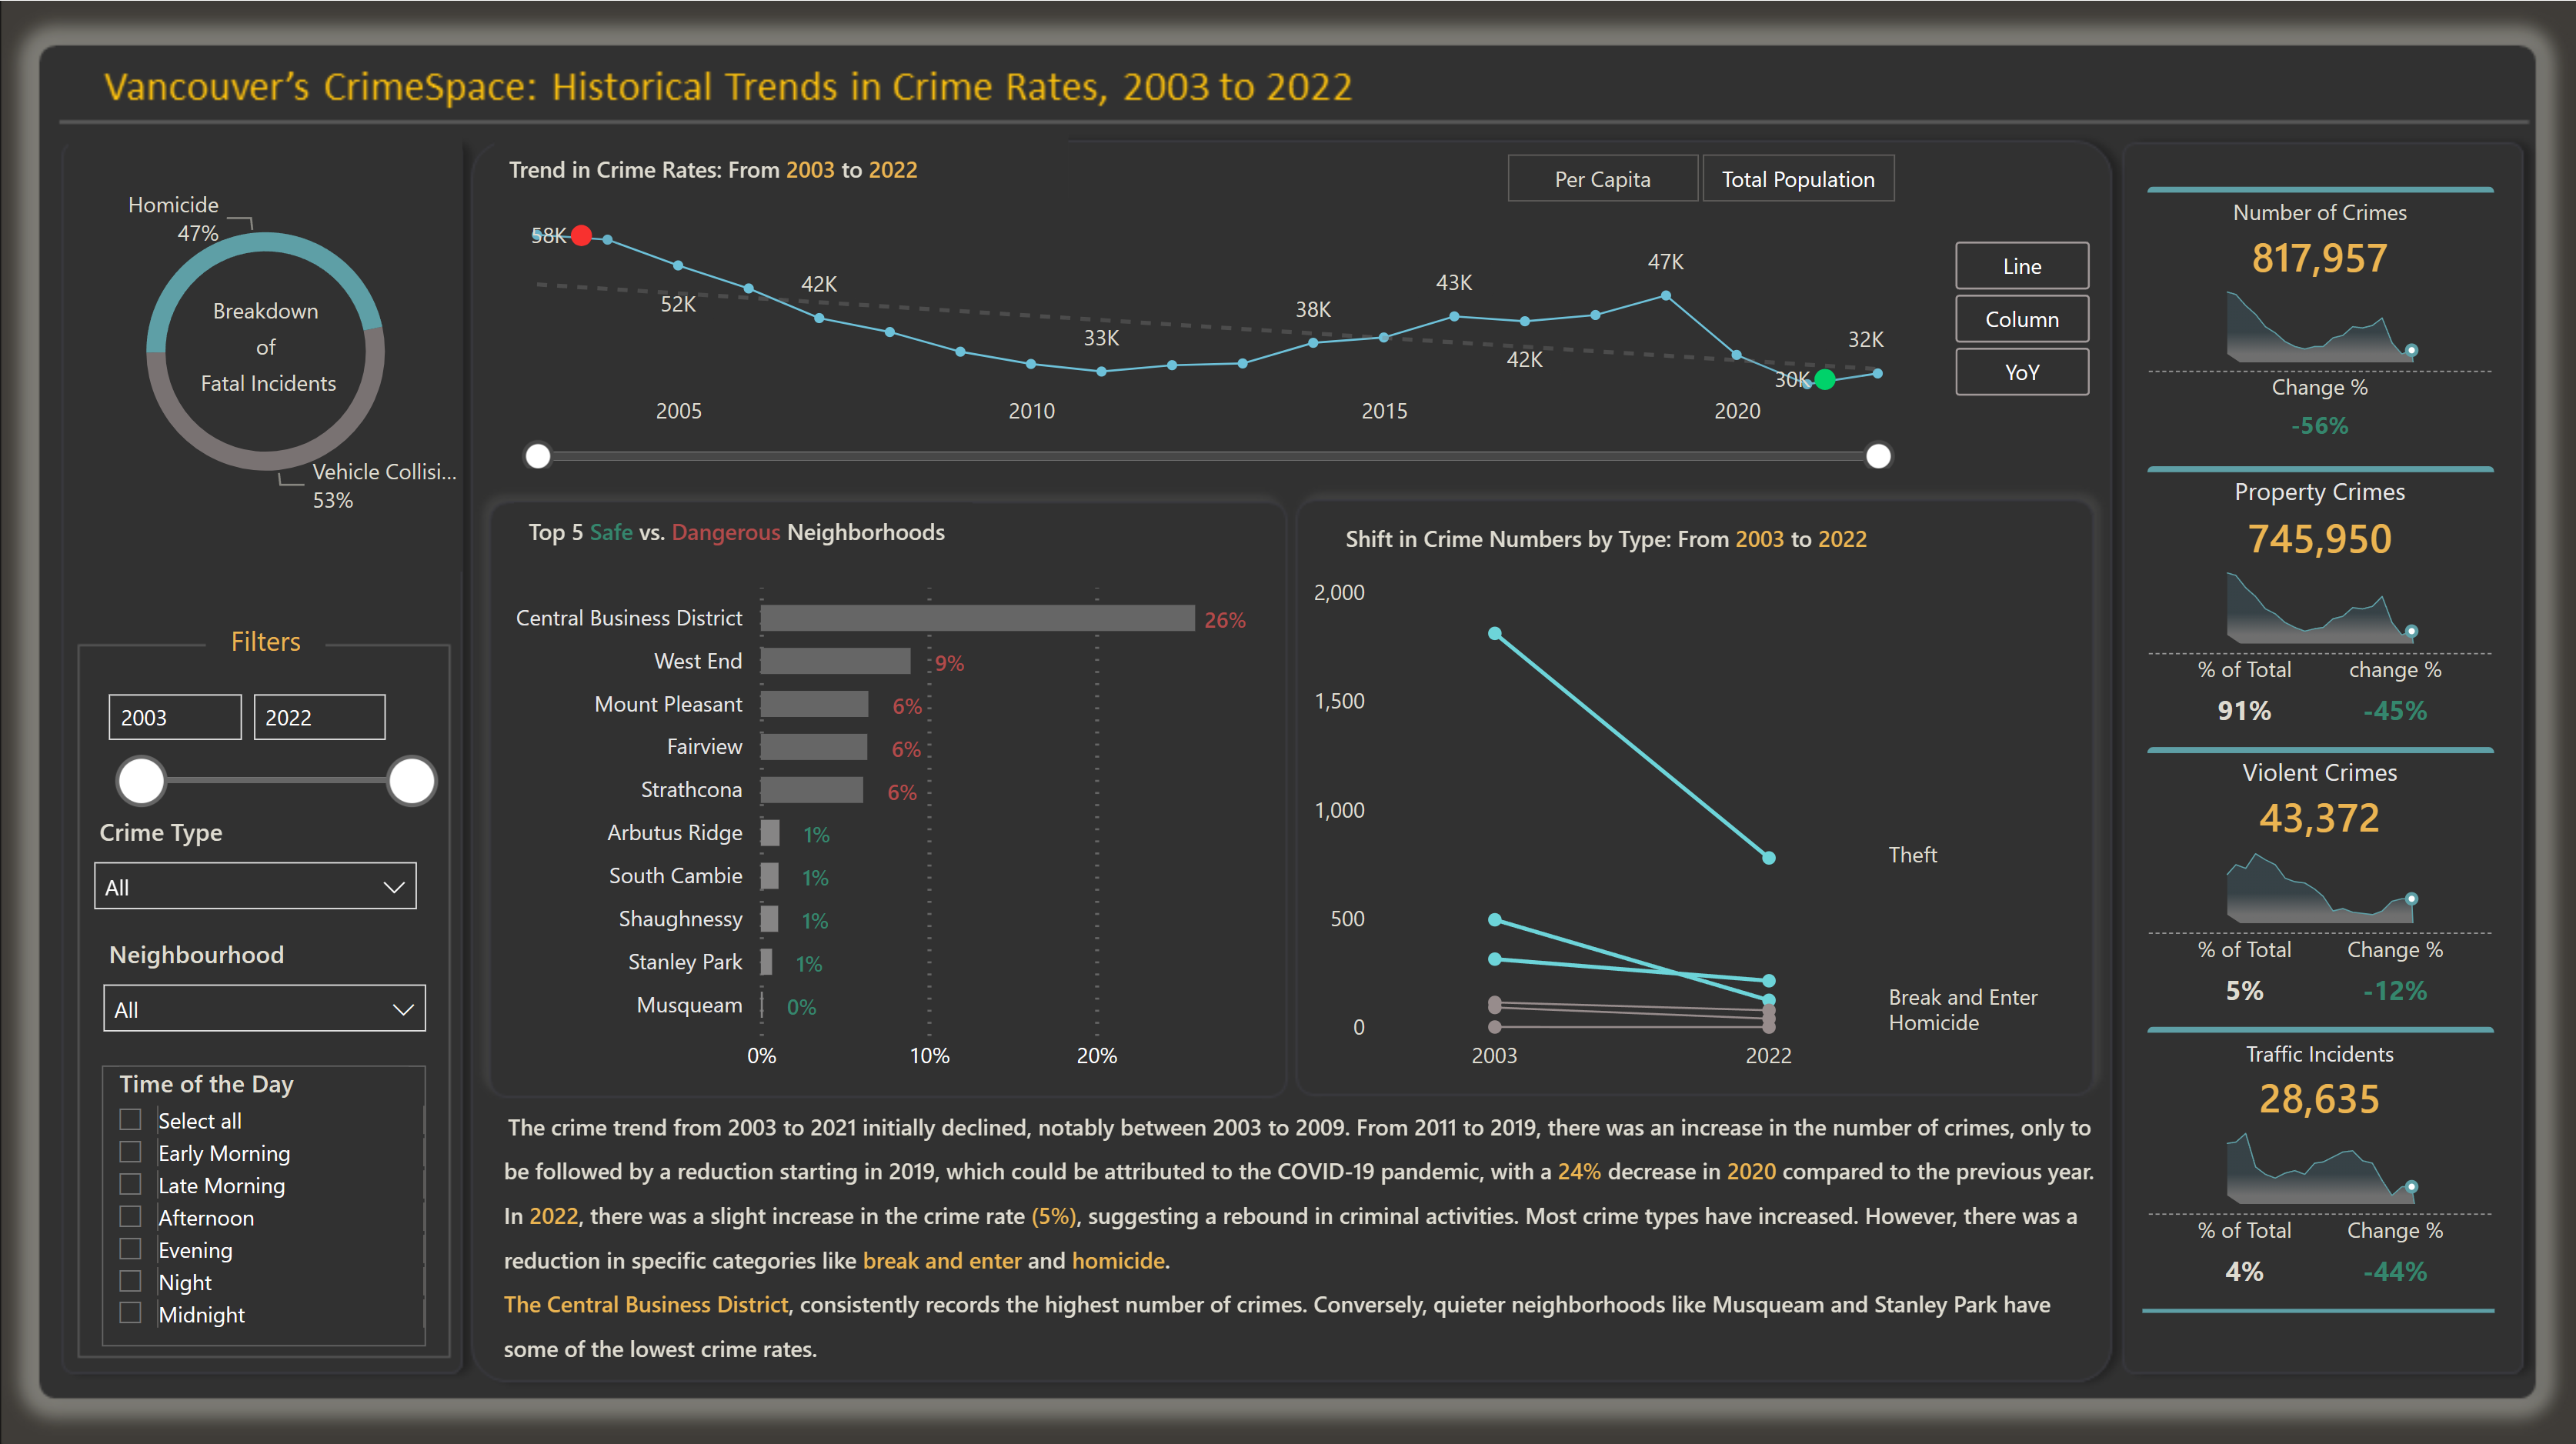 Vancouver's CrimeSpace: Historical Trends in Crime Rates, 2003 to 2022
Homicide
47%
Breakdown
of
Fatal Incidents
Vehicle Collisi...
53%
Filters
2003
2022
Crime Type
All
Neighbourhood
All
Time of the Day
Select all
Early Morning
Late Morning
Afternoon
Evening
Night
Midnight
Trend in Crime Rates: From 2003 to 2022
Per Capita
Total Population
58K
52K
42K
33K
38K
43K
42K
47K
30K
32K
2005
2010
2015
2020
Line
Column
YoY
Top 5 Safe vs. Dangerous Neighborhoods
Central Business District 26%
West End 9%
Mount Pleasant 6%
Fairview 6%
Strathcona 6%
Arbutus Ridge 1%
South Cambie 1%
Shaughnessy 1%
Stanley Park 1%
Musqueam 0%
0% 10% 20%
Shift in Crime Numbers by Type: From 2003 to 2022
2,000
1,500
1,000
500
0
2003
2022
Theft
Break and Enter
Homicide
The crime trend from 2003 to 2021 initially declined, notably between 2003 to 2009. From 2011 to 2019, there was an increase in the number of crimes, only to
be followed by a reduction starting in 2019, which could be attributed to the COVID-19 pandemic, with a 24% decrease in 2020 compared to the previous year.
In 2022, there was a slight increase in the crime rate (5%), suggesting a rebound in criminal activities. Most crime types have increased. However, there was a
reduction in specific categories like break and enter and homicide.
The Central Business District, consistently records the highest number of crimes. Conversely, quieter neighborhoods like Musqueam and Stanley Park have
some of the lowest crime rates.
Number of Crimes
817,957
Change %
-56%
Property Crimes
745,950
% of Total change %
91% -45%
Violent Crimes
43,372
% of Total Change %
5% -12%
Traffic Incidents
28,635
% of Total Change %
4% -44%